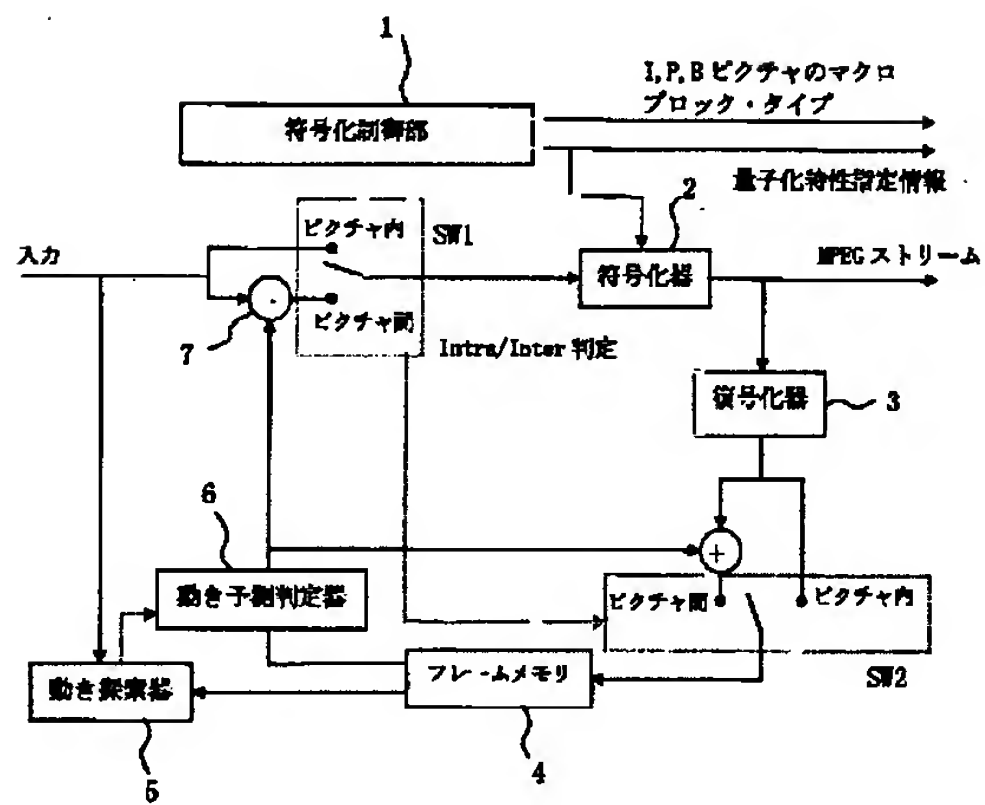 1
I,P,Bピクチャのマクロ
ブロック・タイプ
符号化制御部
量子化特性指定情報
2
ピクチャ内
SW1
入力
符号化器
MPEGストリーム
7
ピクチャ間
Intra/Inter判定
復号化器
3
6
+
動き予測判定器
ピクチャ間
ピクチャ内
動き探索器
フレームメモリ
SW2
5
4